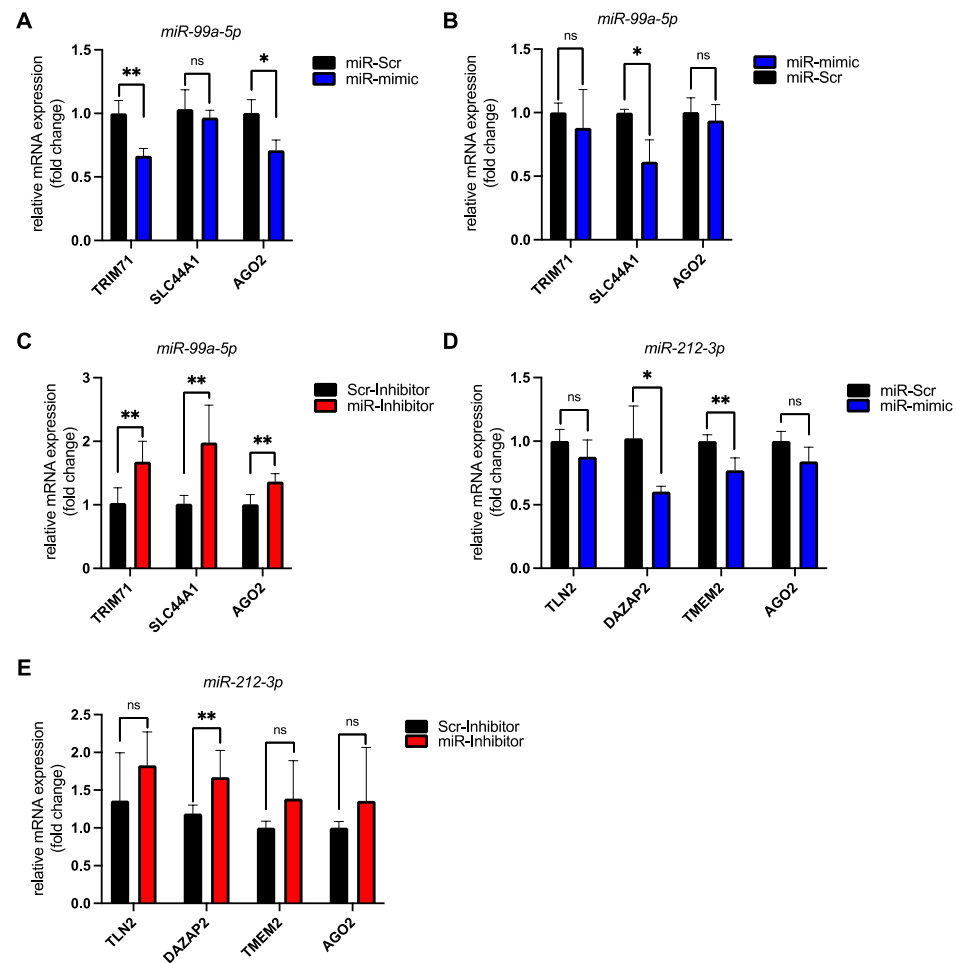 A
miR-99a-5p
relative mRNA expression
(fold change)
1.5
1.0
0.5
0.0
**
ns
*
TRIM71
SLC44A1
AGO2
miR-Scr
miR-mimic
B
miR-99a-5p
relative mRNA expression
(fold change)
1.5
1.0
0.5
0.0
ns
*
ns
TRIM71
SLC44A1
AGO2
miR-mimic
miR-Scr
C
miR-99a-5p
relative mRNA expression
(fold change)
3
2
1
0
**
**
**
TRIM71
SLC44A1
AGO2
Scr-Inhibitor
miR-Inhibitor
D
miR-212-3p
relative mRNA expression
(fold change)
1.5
1.0
0.5
0.0
ns
*
**
ns
TLN2
DAZAP2
TMEM2
AGO2
miR-Scr
miR-mimic
E
miR-212-3p
relative mRNA expression
(fold change)
2.5
2.0
1.5
1.0
0.5
0.0
ns
**
ns
ns
TLN2
DAZAP2
TMEM2
AGO2
Scr-Inhibitor
miR-Inhibitor